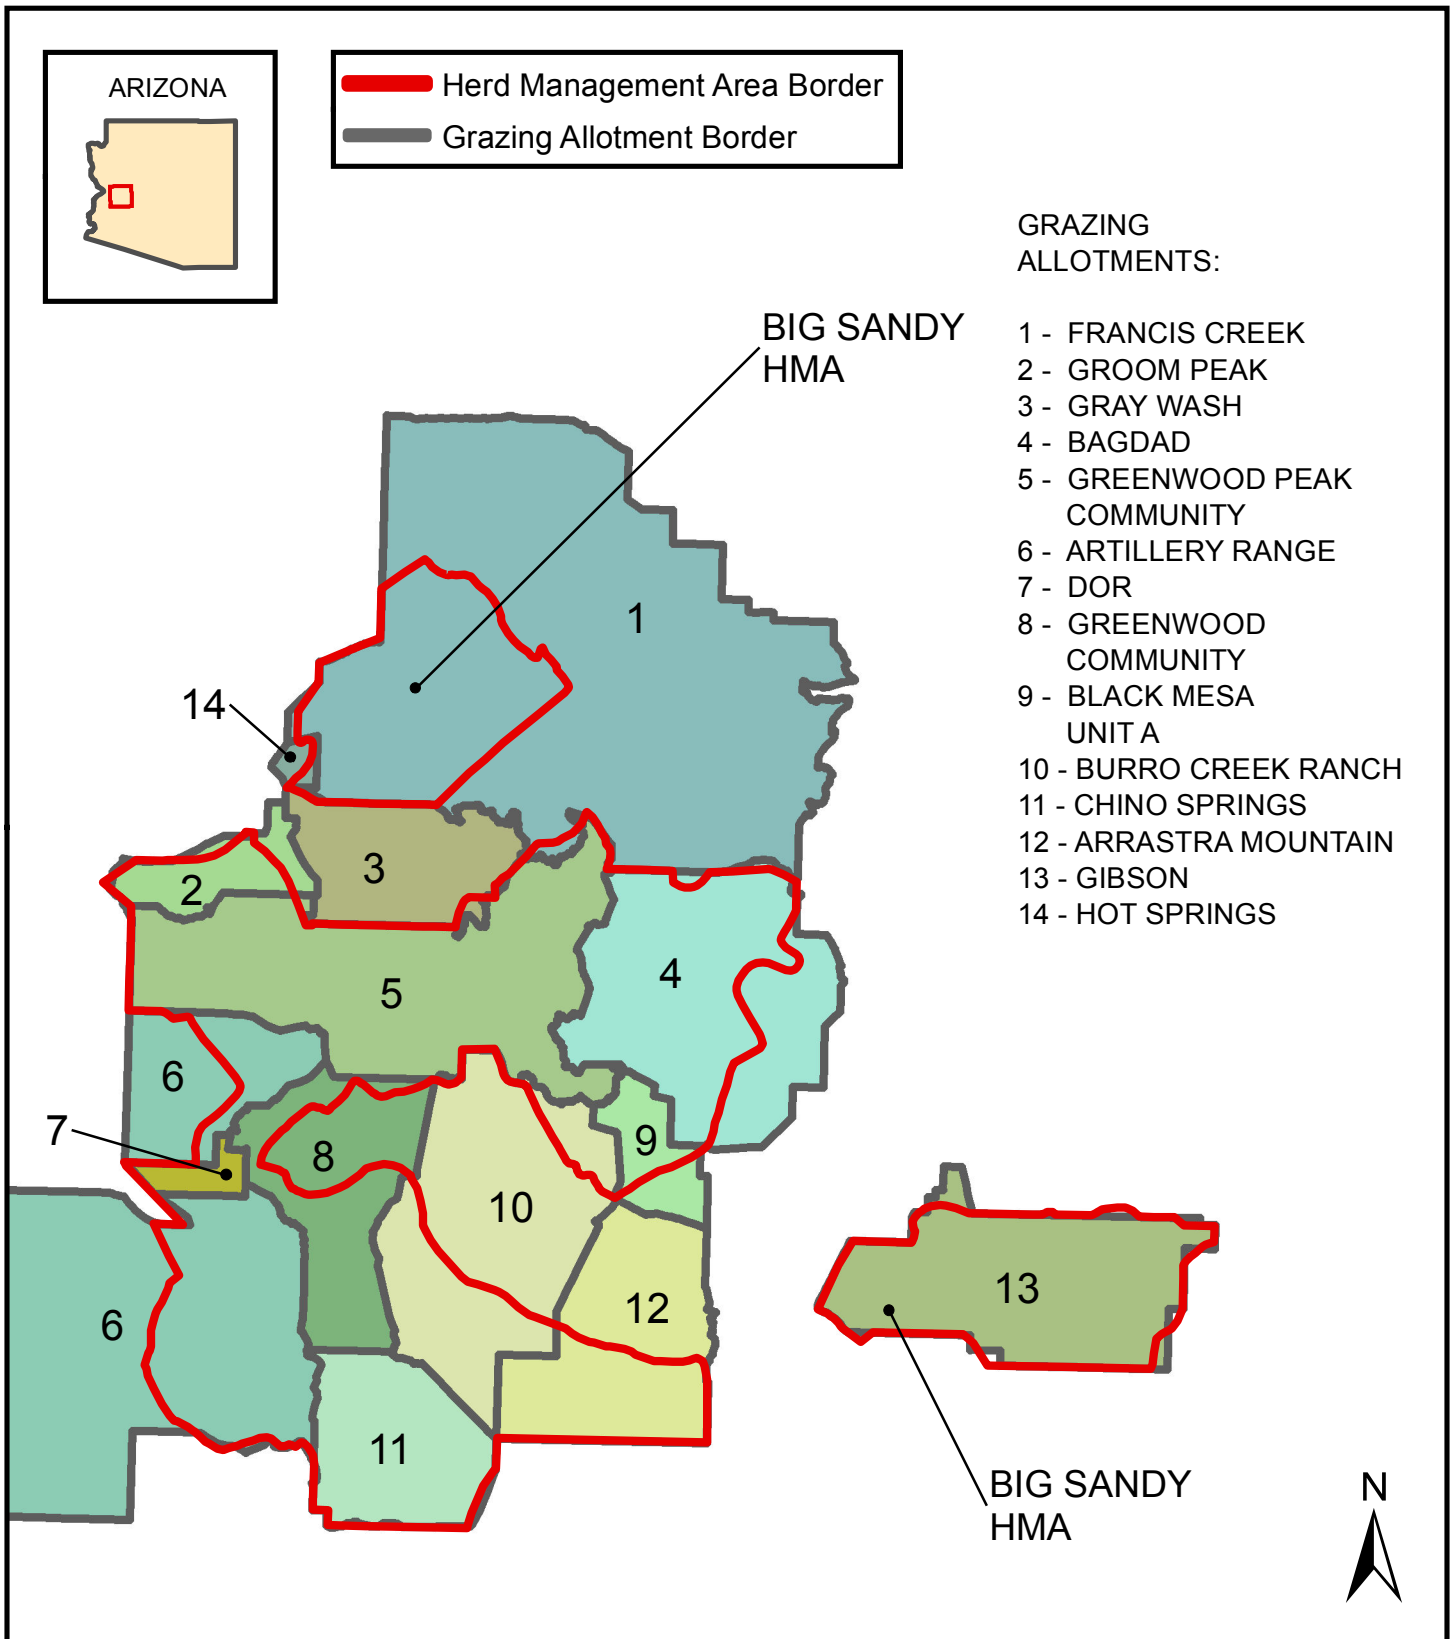 ARIZONA
Herd Management Area Border
Grazing Allotment Border
GRAZING
ALLOTMENTS:
1 - FRANCIS CREEK
2 - GROOM PEAK
3 - GRAY WASH
4 - BAGDAD
5 - GREENWOOD PEAK
COMMUNITY
6 - ARTILLERY RANGE
7 - DOR
8 - GREENWOOD
COMMUNITY
9 - BLACK MESA
UNIT A
10 - BURRO CREEK RANCH
11 - CHINO SPRINGS
12 - ARRASTRA MOUNTAIN
13 - GIBSON
14 - HOT SPRINGS
BIG SANDY
HMA
1
14
3
2
4
5
6
7
9
8
10
13
12
6
11
BIG SANDY
HMA
N